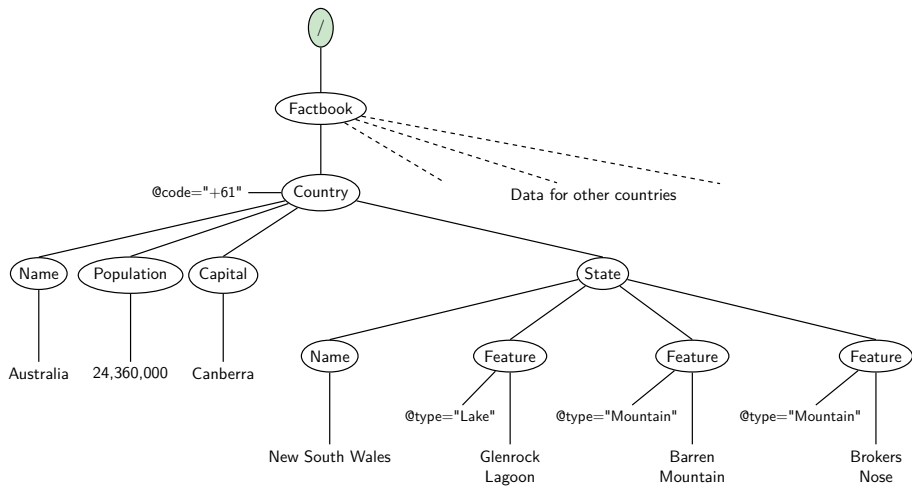 /
Factbook
@code="+61"
Country
Data for other countries
Name
Population
Capital
State
Australia
24,360,000
Canberra
Name
Feature
Feature
Feature
@type="Lake"
@type="Mountain"
@type="Mountain"
New South Wales
Glenrock
Lagoon
Barren
Mountain
Brokers
Nose